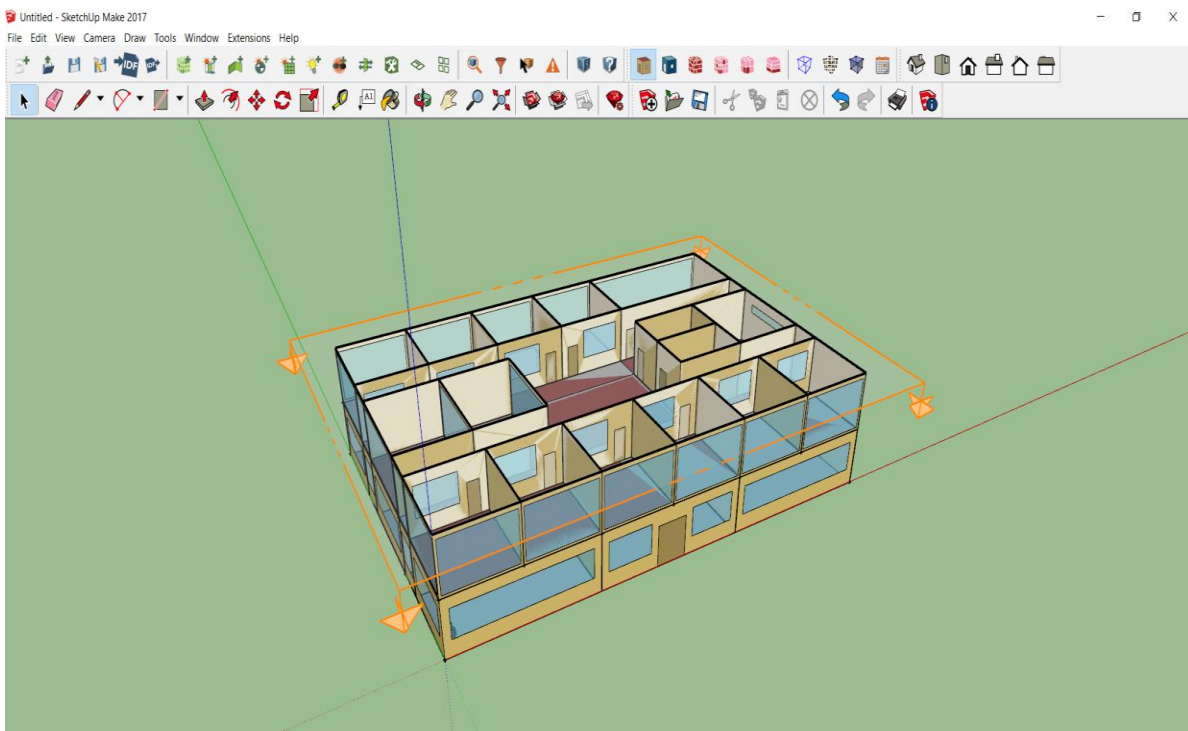 Untitled - SketchUp Make 2017
File Edit View Camera Draw Tools Window Extensions Help
IDF IDF
A1